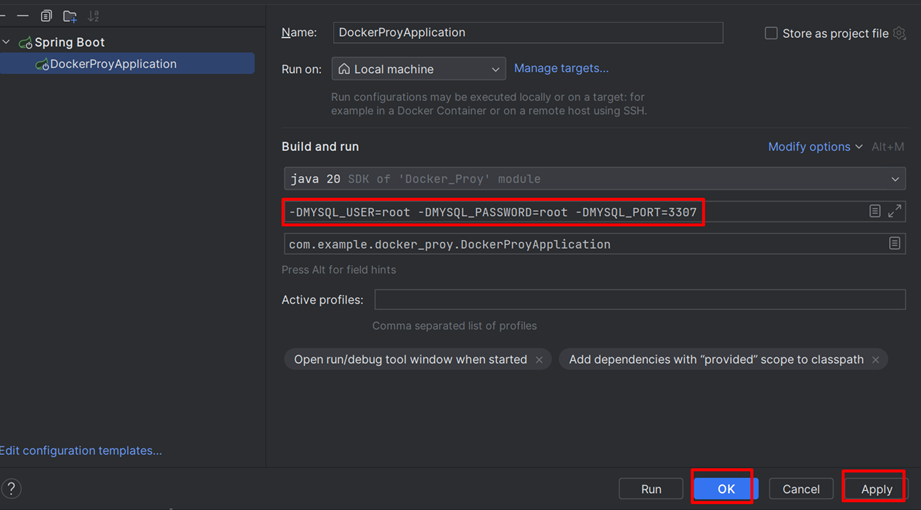 Spring Boot
DockerProyApplication
Name: DockerProyApplication
Store as project file
Run on: Local machine Manage targets...
Run configurations may be executed locally or on a target: for
example in a Docker Container or on a remote host using SSH.
Build and run Modify options Alt+M
java 20 SDK of 'Docker_Proy' module
-DMYSQL_USER=root -DMYSQL_PASSWORD=root -DMYSQL_PORT=3307
com.example.docker_proy.DockerProyApplication
Press Alt for field hints
Active profiles:
Comma separated list of profiles
Open run/debug tool window when started × Add dependencies with “provided” scope to classpath ×
Edit configuration templates...
? Run OK Cancel Apply